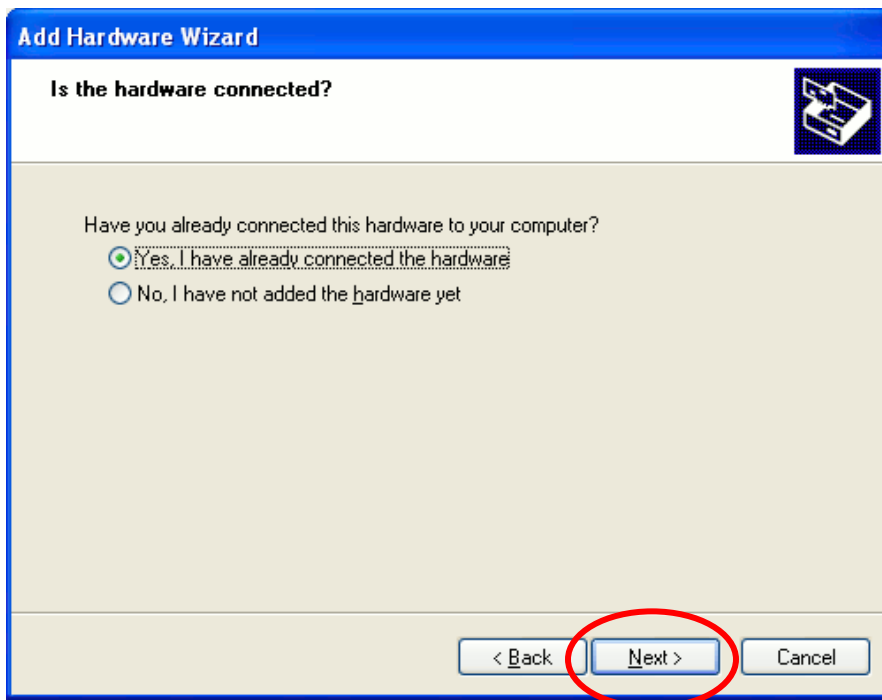 Add Hardware Wizard
Is the hardware connected?
Have you already connected this hardware to your computer?
Yes, I have already connected the hardware
No, I have not added the hardware yet
< Back Next > Cancel